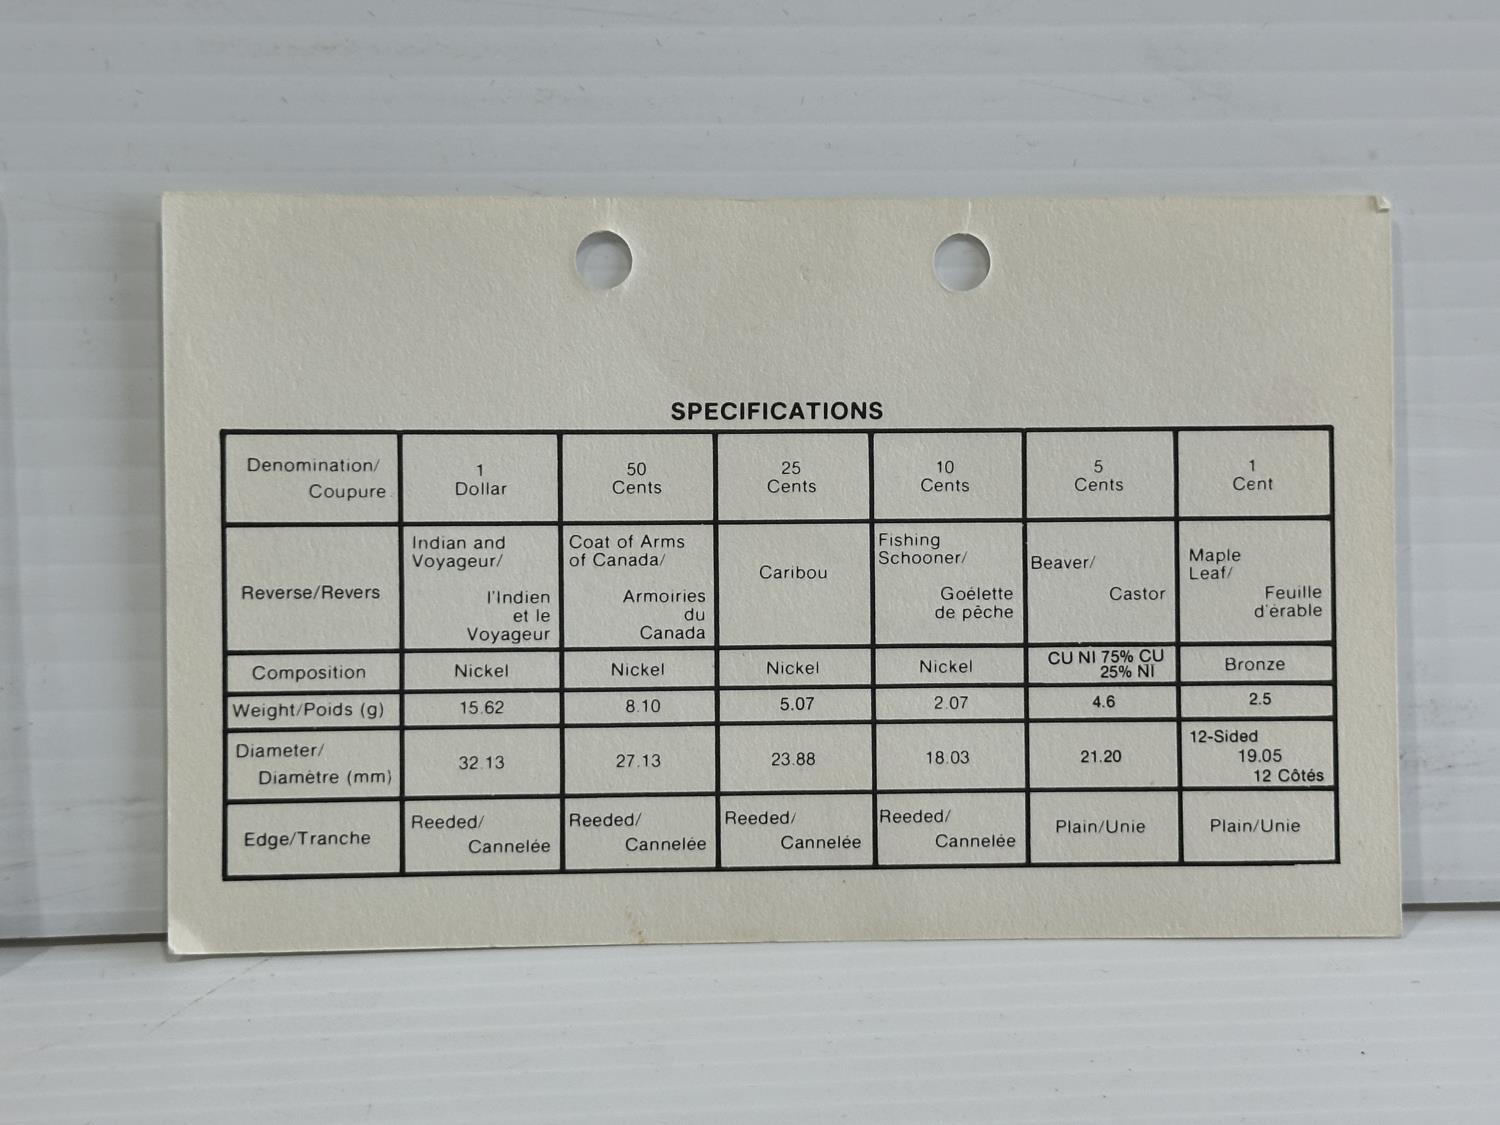 SPECIFICATIONS
Denomination/
Coupure
1
Dollar
50
Cents
25
Cents
10
Cents
5
Cents
1
Cent
Reverse/Revers
Indian and
Voyageur/
l'Indien
et le
Voyageur
Coat of Arms
of Canada/
Armoiries
du
Canada
Caribou
Fishing
Schooner/
Goélette
de pêche
Beaver/
Castor
Maple
Leaf/
Feuille
d'érable
Composition
Nickel
Nickel
Nickel
Nickel
CU NI 75% CU
25% NI
Bronze
Weight/Poids (g)
15.62
8.10
5.07
2.07
4.6
2.5
Diameter/
Diamètre (mm)
32.13
27.13
23.88
18.03
21.20
12-Sided
19.05
12 Côtés
Edge/Tranche
Reeded/
Cannelée
Reeded/
Cannelée
Reeded/
Cannelée
Reeded/
Cannelée
Plain/Unie
Plain/Unie